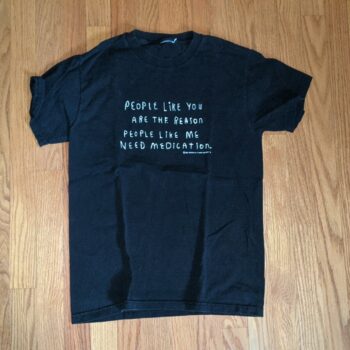 PEOPLE LIKE YOU
ARE THE REASON
PEOPLE LIKE ME
NEED MEDICATION